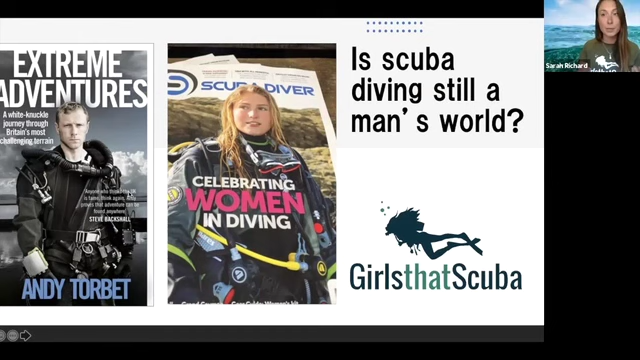 EXTREME
ADVENTURES
A white-knuckle
journey through
Britain's most
challenging terrain
STEVE BACKSHALL
ANDY TORBET
SCUBA DIVER
CELEBRATING
WOMEN
IN DIVING
Is scuba
diving still a
man's world?
GirlsthatScuba
Sarah Richard